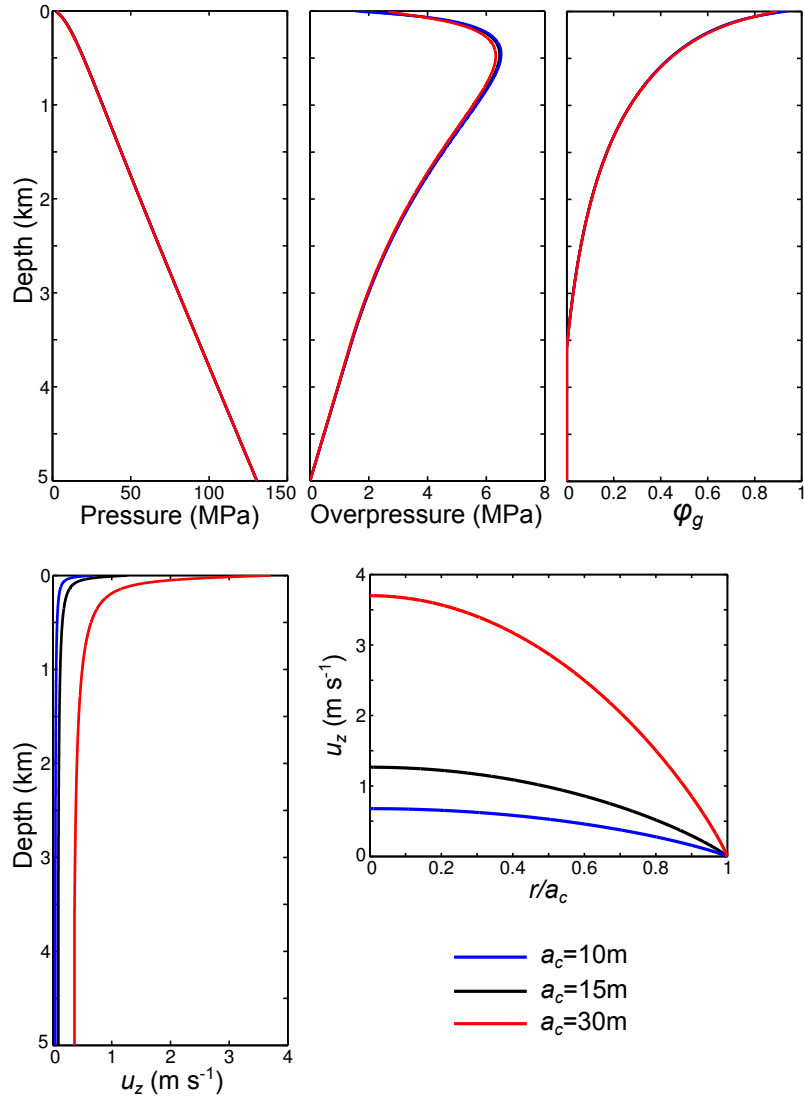 0
1
2
3
4
5
Depth (km)
0 50 100 150
Pressure (MPa)
0 2 4 6 8
Overpressure (MPa)
0 0.2 0.4 0.6 0.8 1
φg
0
1
2
3
4
5
Depth (km)
0 1 2 3 4
uz (m s-1)
4
3
2
1
0
uz (m s-1)
0 0.2 0.4 0.6 0.8 1
r/ac
ac=10m
ac=15m
ac=30m